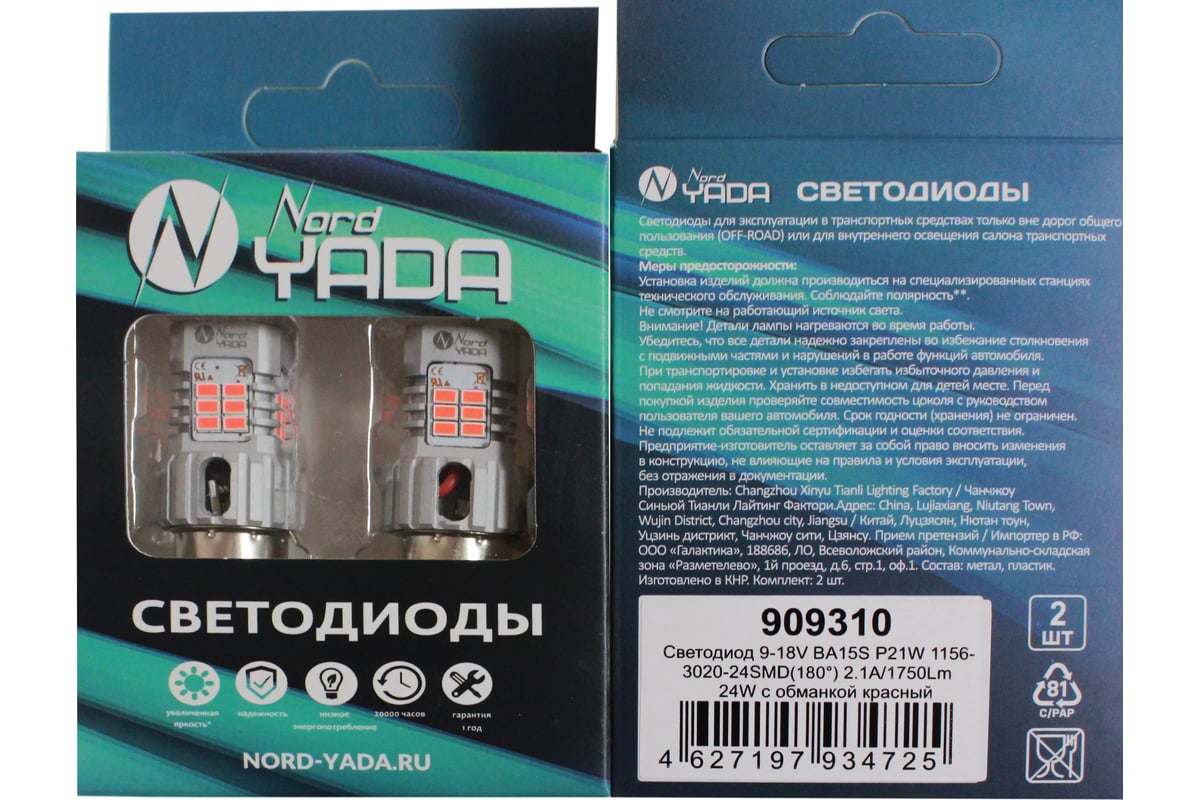 Nord
YADA
Nord
YADA
Nord
YADA
СВЕТОДИОДЫ
увеличенная
яркость*
надежность
низкое
энергопотребление
20000 часов
гарантия
1 год
NORD-YADA.RU
Nord
YADA СВЕТОДИОДЫ
Светодиоды для эксплуатации в транспортных средствах только вне дорог общего
пользования (OFF-ROAD) или для внутреннего освещения салона транспортных
средств.
Меры предосторожности:
Установка изделий должна производиться на специализированных станциях
технического обслуживания. Соблюдайте полярность**.
Не смотрите на работающий источник света.
Внимание! Детали лампы нагреваются во время работы.
Убедитесь, что все детали надежно закреплены во избежание столкновения
с подвижными частями и нарушений в работе функций автомобиля.
При транспортировке и установке избегать избыточного давления и
попадания жидкости. Хранить в недоступном для детей месте. Перед
покупкой изделия проверяйте совместимость цоколя с руководством
пользователя вашего автомобиля. Срок годности (хранения) не ограничен.
Не подлежит обязательной сертификации и оценки соответствия.
Предприятие-изготовитель оставляет за собой право вносить изменения
в конструкцию, не влияющие на правила и условия эксплуатации,
без отражения в документации.
Производитель: Changzhou Xinyu Tianli Lighting Factory / Чанчжоу
Синьюй Тианли Лайтинг Фактори.Адрес: China, Lujiaxiang, Niutang Town,
Wujin District, Changzhou city, Jiangsu / Китай, Луцзясян, Нютан тоун,
Уцзинь дистрикт, Чанчжоу сити, Цзянсу. Прием претензий / Импортер в РФ:
ООО «Галактика», 188686, ЛО, Всеволожский район, Коммунально-складская
зона «Разметелево», 1й проезд, д.6, стр.1, оф.1. Состав: метал, пластик.
Изготовлено в КНР. Комплект: 2 шт.
909310
Светодиод 9-18V BA15S P21W 1156-
3020-24SMD(180°) 2.1A/1750Lm
24W с обманкой красный
4 627197 934725
2
ШТ
81
C/PAP